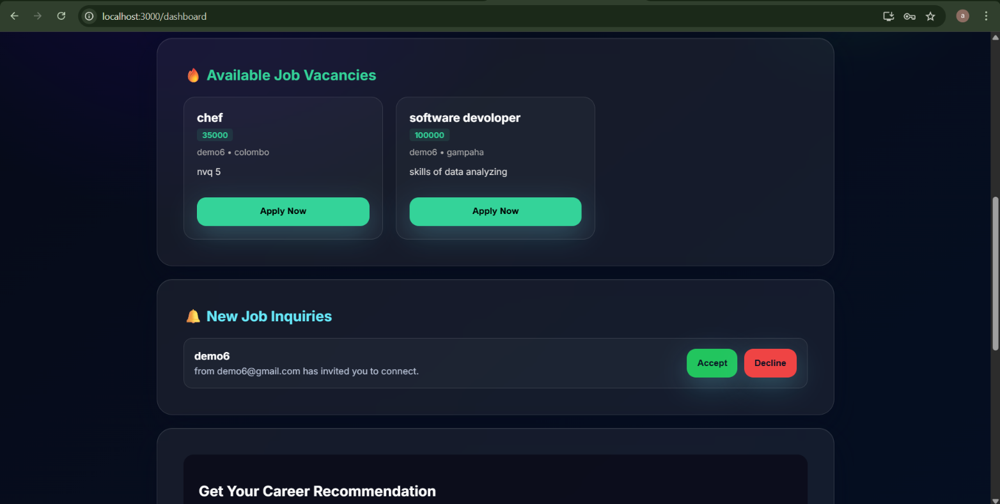 localhost:3000/dashboard
a
Available Job Vacancies
chef
35000
demo6 • colombo
nvq 5
Apply Now
software devoloper
100000
demo6 • gampaha
skills of data analyzing
Apply Now
New Job Inquiries
demo6
from demo6@gmail.com has invited you to connect.
Accept
Decline
Get Your Career Recommendation